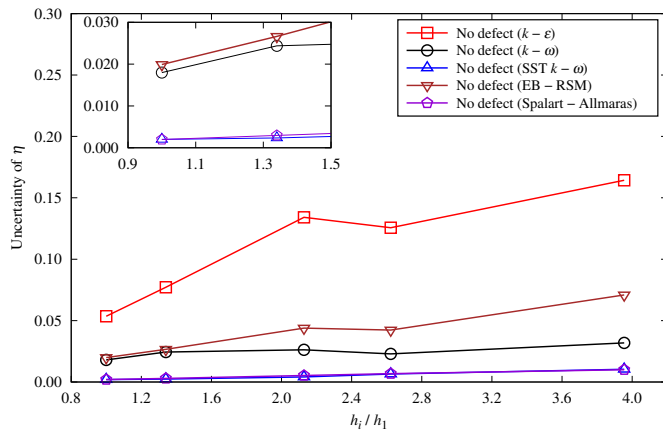 0.30
0.25
0.20
0.15
0.10
0.05
0.00
Uncertainty of η
0.030
0.020
0.010
0.000
0.9 1.1 1.3 1.5
No defect (k − ε)
No defect (k − ω)
No defect (SST k − ω)
No defect (EB − RSM)
No defect (Spalart − Allmaras)
0.8 1.2 1.6 2.0 2.4 2.8 3.2 3.6 4.0
h_i / h_1